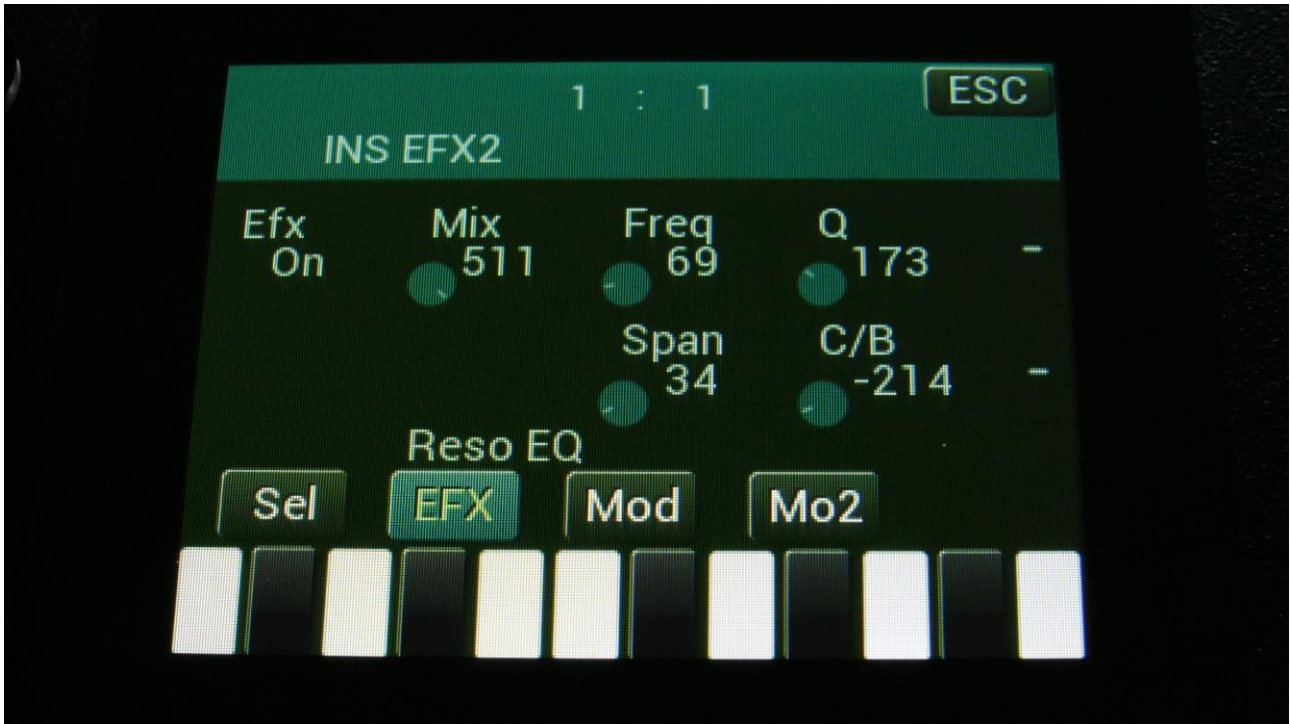 1 : 1 ESC
INS EFX2
Efx Mix Freq Q
On 511 69 173 -
Span C/B
34 -214 -
Reso EQ
Sel EFX Mod Mo2